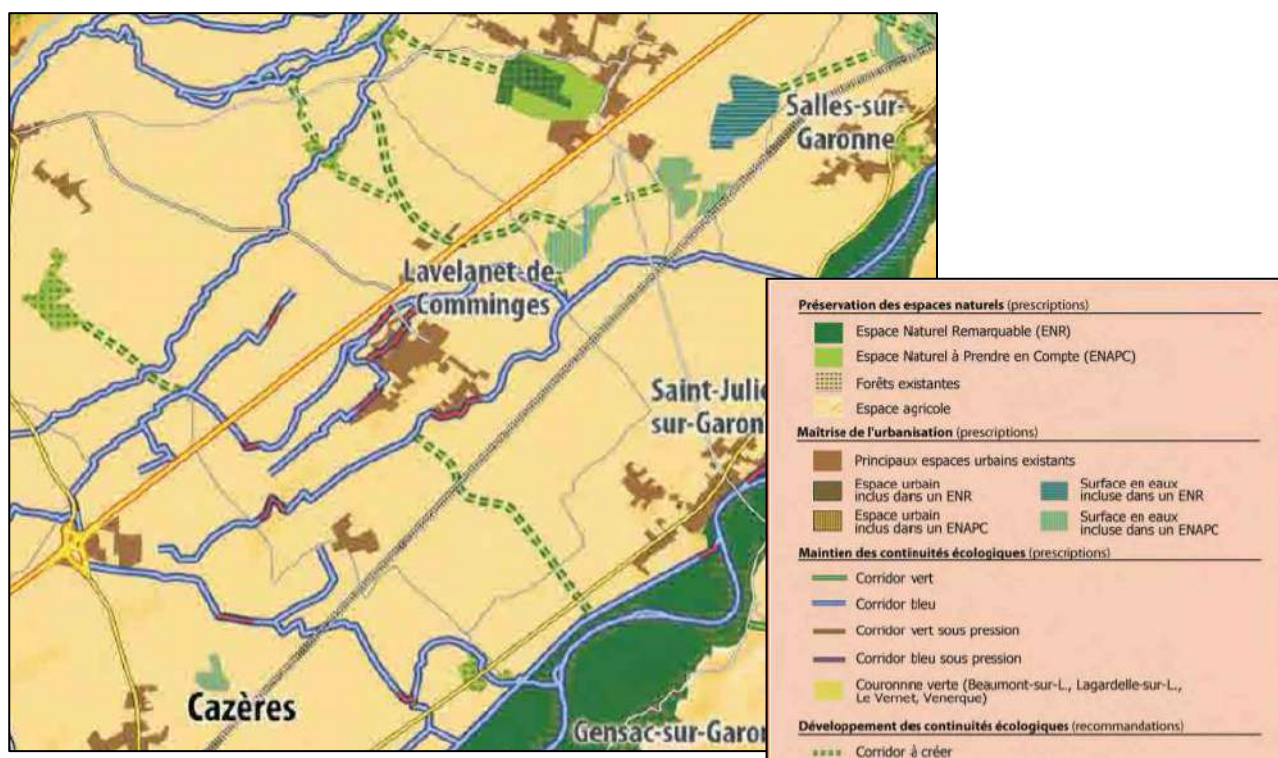 Salles-sur-
Garonne
Lavelanet-de-
Comminges
Saint-Julie
sur-Garon
Cazères
Gensac-sur-Garon
Préservation des espaces naturels (prescriptions)
Espace Naturel Remarquable (ENR)
Espace Naturel à Prendre en Compte (ENAPC)
Forêts existantes
Espace agricole
Maîtrise de l'urbanisation (prescriptions)
Principaux espaces urbains existants
Espace urbain
inclus dans un ENR
Surface en eaux
incluse dans un ENR
Espace urbain
inclus dans un ENAPC
Surface en eaux
incluse dans un ENAPC
Maintien des continuités écologiques (prescriptions)
Corridor vert
Corridor bleu
Corridor vert sous pression
Corridor bleu sous pression
Couronnne verte (Beaumont-sur-L., Lagardelle-sur-L.,
Le Vernet, Venerque)
Développement des continuités écologiques (recommandations)
Corridor à créer